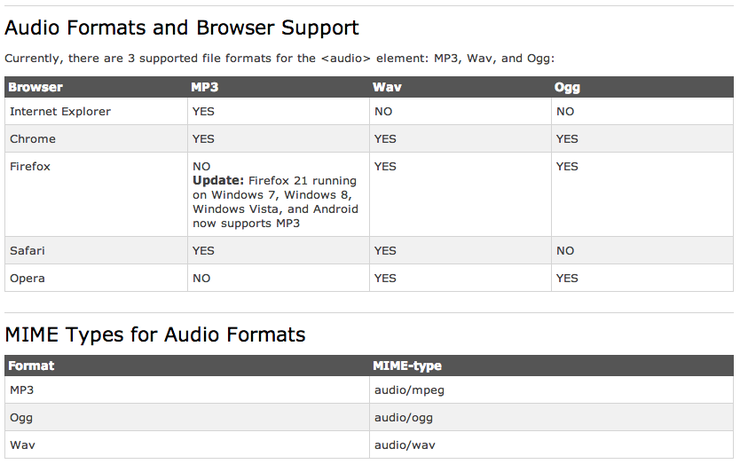 Audio Formats and Browser Support
Currently, there are 3 supported file formats for the <audio> element: MP3, Wav, and Ogg:
Browser MP3 Wav Ogg
Internet Explorer YES NO NO
Chrome YES YES YES
Firefox NO YES YES
Update: Firefox 21 running
on Windows 7, Windows 8,
Windows Vista, and Android
now supports MP3
Safari YES YES NO
Opera NO YES YES
MIME Types for Audio Formats
Format MIME-type
MP3 audio/mpeg
Ogg audio/ogg
Wav audio/wav